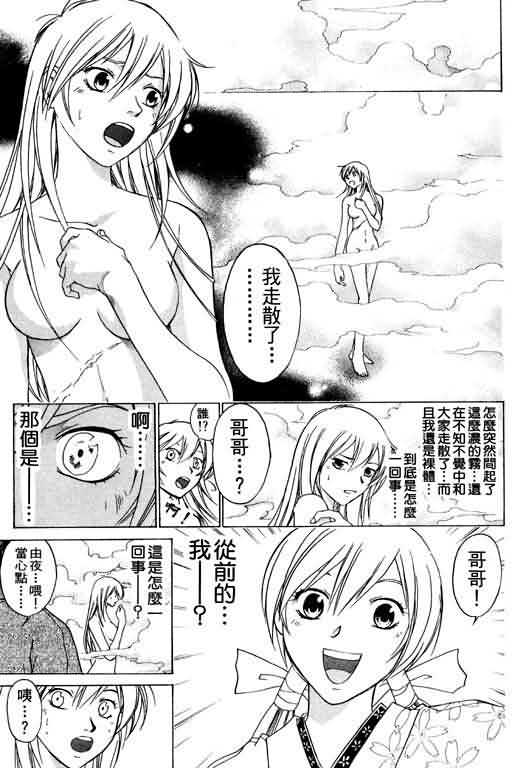 我走散了…
………
怎麼突然間起了
這麼濃的霧…還
在不知不覺中和
大家走散了…而
且我還是裸體…
到底是怎麼
一回事…
哥哥
…?
誰!?
啊……
那個是——
哥哥!
從前的…
我——?
這是怎麼一
回事——?
由夜…喂!
當心點…
咦…?